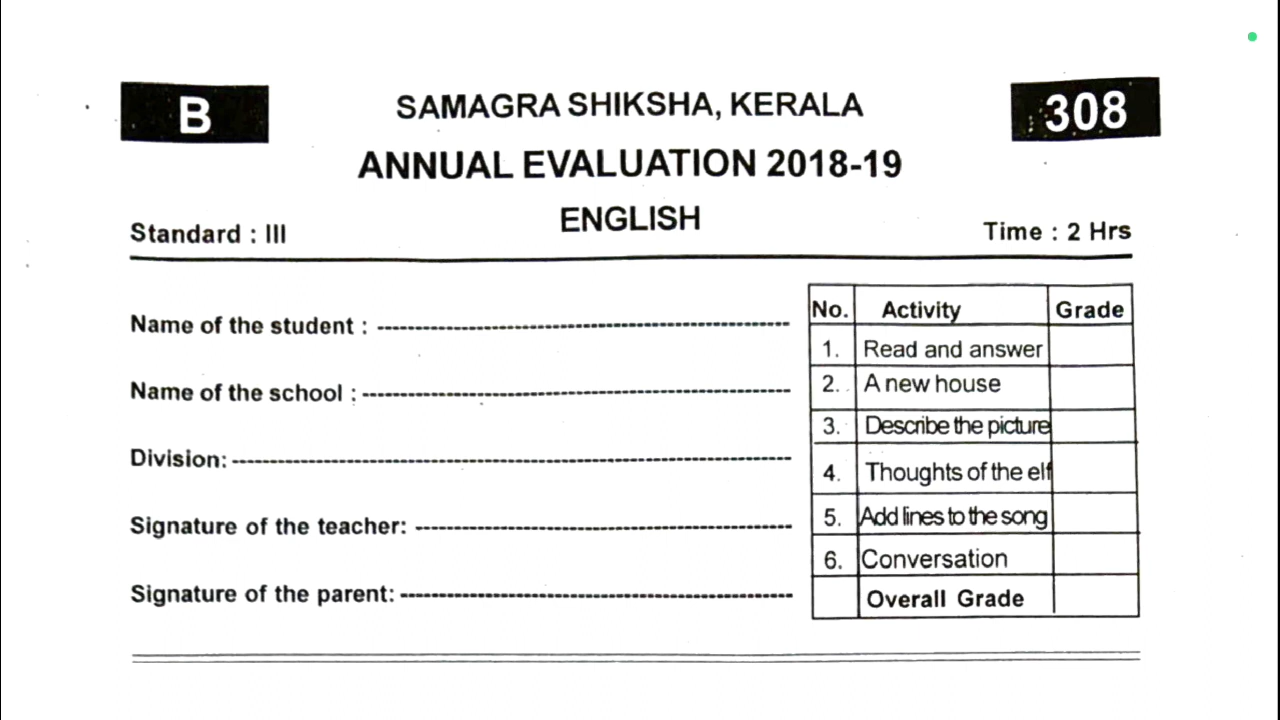 B
SAMAGRA SHIKSHA, KERALA
308
ANNUAL EVALUATION 2018-19
ENGLISH
Standard : III
Time : 2 Hrs
Name of the student :
Name of the school :
Division:
Signature of the teacher:
Signature of the parent:
No. Activity Grade
1. Read and answer
2. A new house
3. Describe the picture
4. Thoughts of the elf
5. Add lines to the song
6. Conversation
Overall Grade